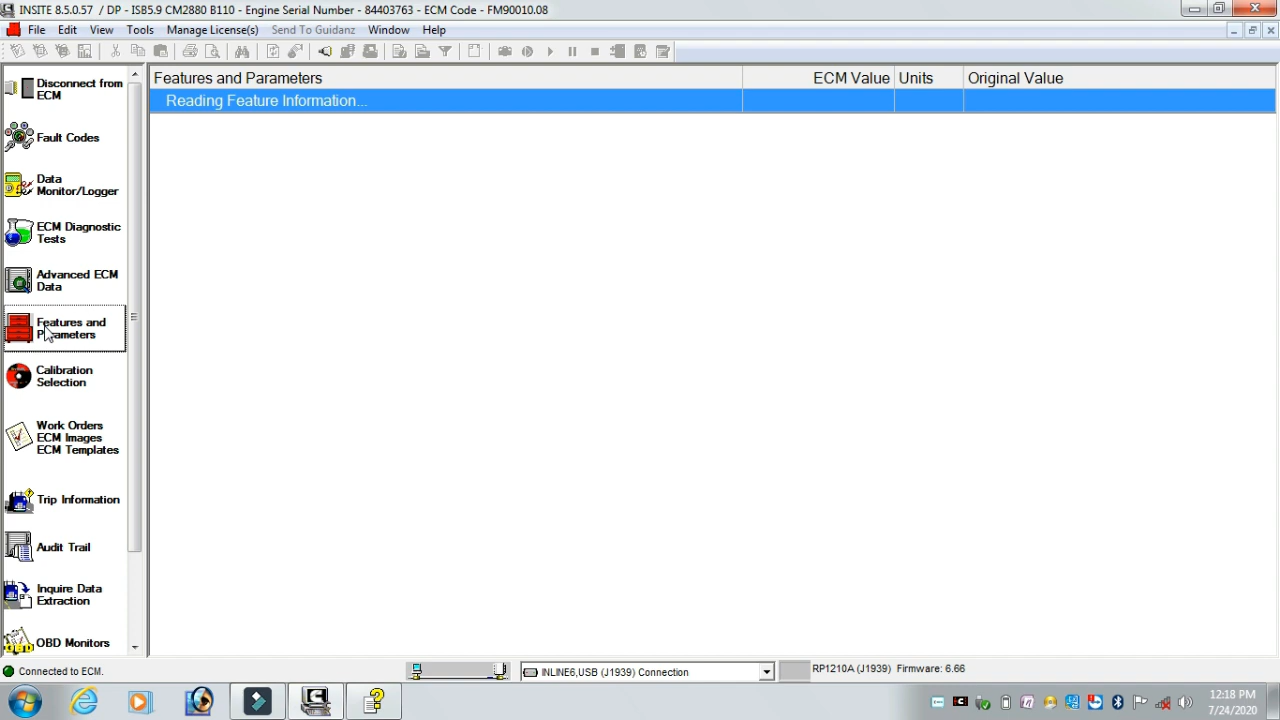 INSITE 8.5.0.57 / DP - ISB5.9 CM2880 B110 - Engine Serial Number - 84403763 - ECM Code - FM90010.08
File Edit View Tools Manage License(s) Send To Guidanz Window Help
Features and Parameters ECM Value Units Original Value
Reading Feature Information...
Disconnect from
ECM
Fault Codes
Data
Monitor/Logger
ECM Diagnostic
Tests
Advanced ECM
Data
Features and
Parameters
Calibration
Selection
Work Orders
ECM Images
ECM Templates
Trip Information
Audit Trail
Inquire Data
Extraction
OBD Monitors
Connected to ECM. INLINE6,USB (J1939) Connection RP1210A (J1939) Firmware: 6.66
12:18 PM
7/24/2020